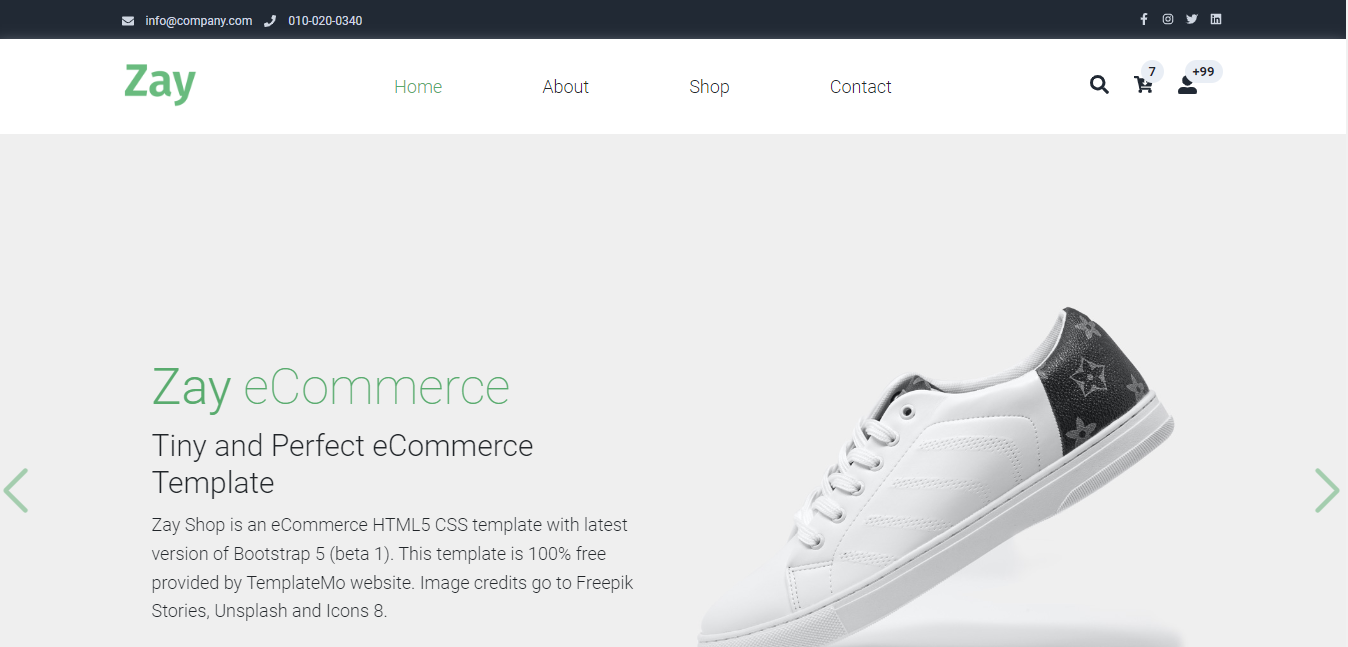 info@company.com 010-020-0340
Zay
Home About Shop Contact
7 +99
Zay eCommerce
Tiny and Perfect eCommerce
Template
Zay Shop is an eCommerce HTML5 CSS template with latest
version of Bootstrap 5 (beta 1). This template is 100% free
provided by TemplateMo website. Image credits go to Freepik
Stories, Unsplash and Icons 8.